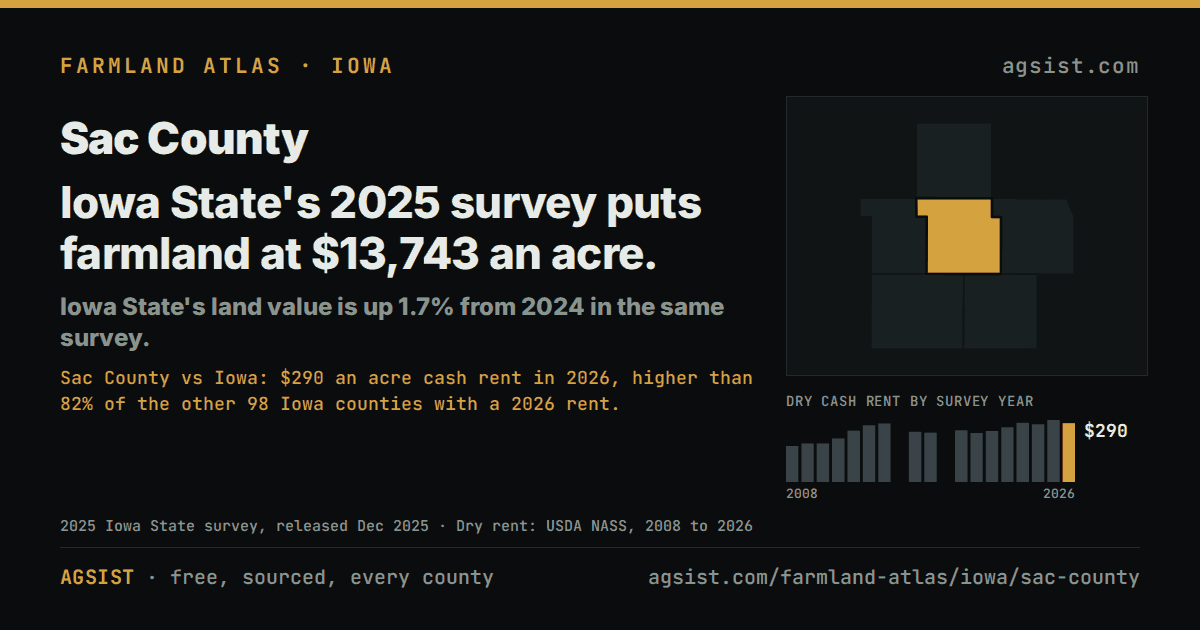 FARMLAND ATLAS · IOWA
agsist.com
Sac County
Iowa State's 2025 survey puts
farmland at $13,743 an acre.
Iowa State's land value is up 1.7% from 2024 in the same
survey.
Sac County vs Iowa: $290 an acre cash rent in 2026, higher than
82% of the other 98 Iowa counties with a 2026 rent.
DRY CASH RENT BY SURVEY YEAR
$290
2008
2026
2025 Iowa State survey, released Dec 2025 · Dry rent: USDA NASS, 2008 to 2026
AGSIST · free, sourced, every county
agsist.com/farmland-atlas/iowa/sac-county